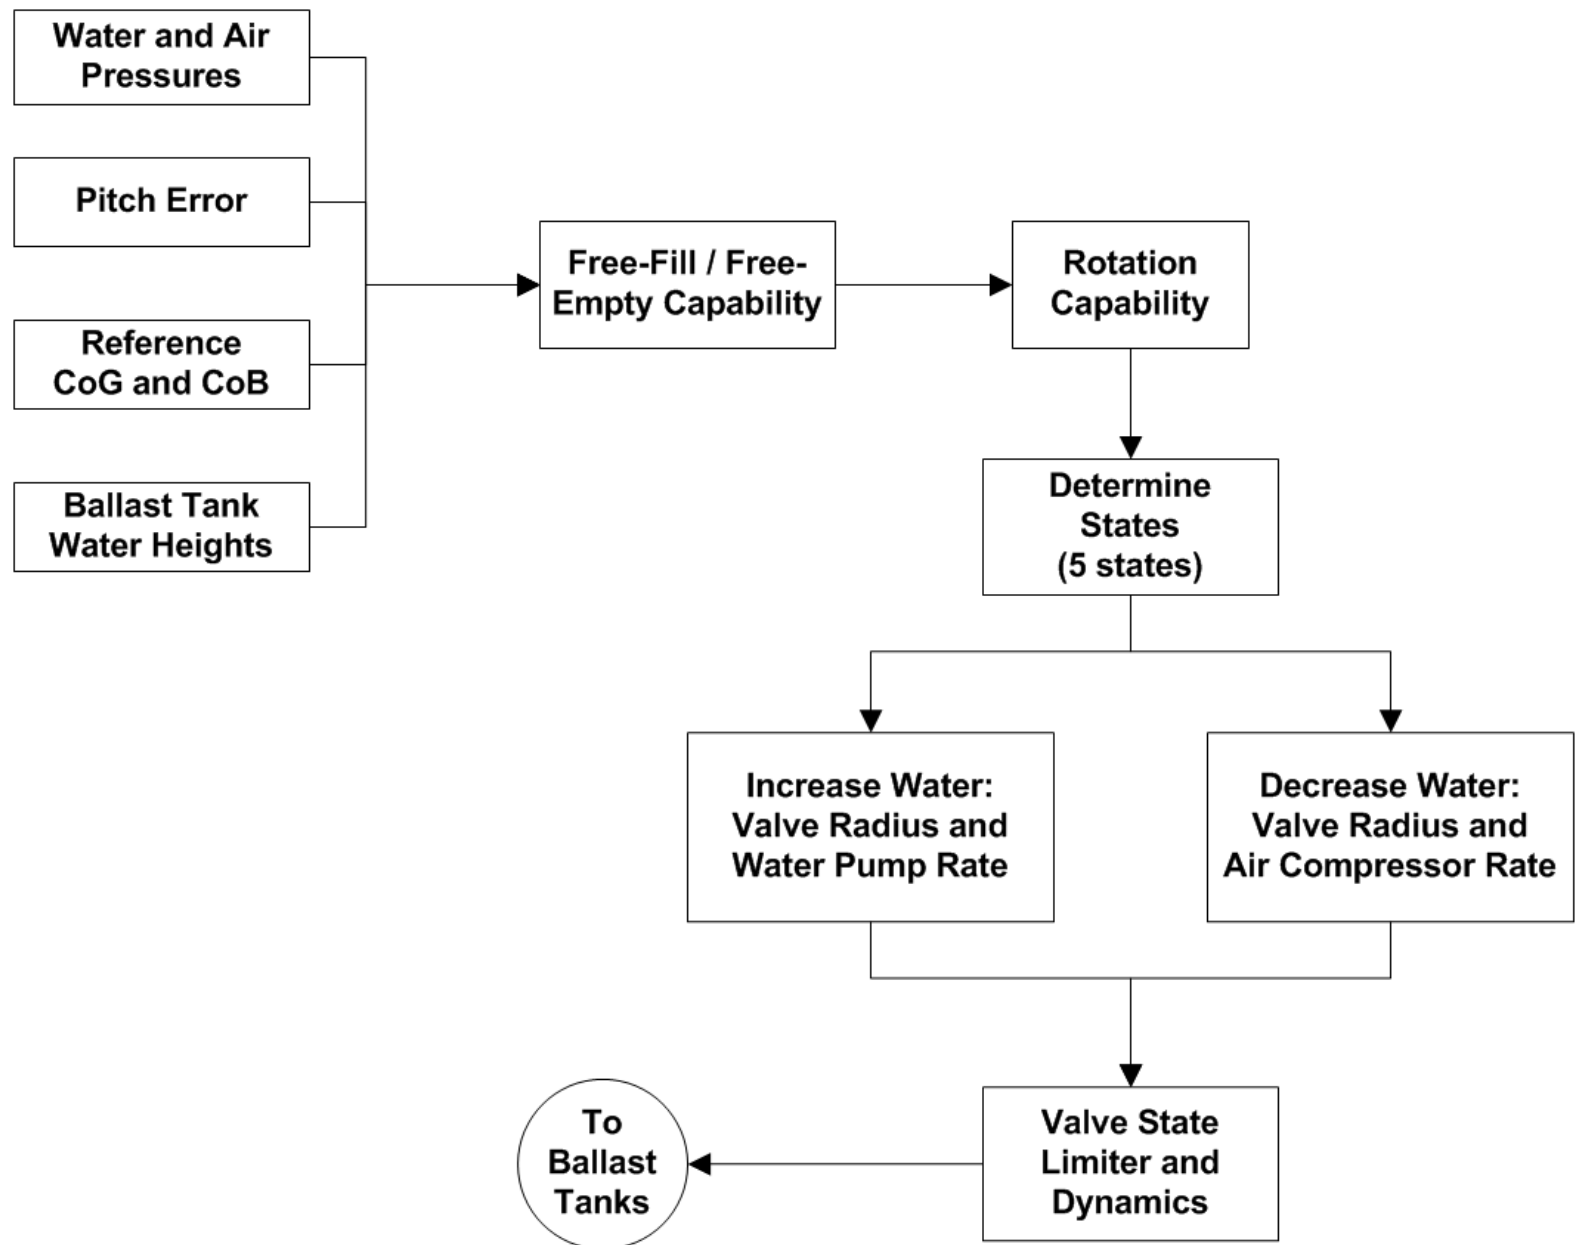 Water and Air
Pressures
Pitch Error
Reference
CoG and CoB
Ballast Tank
Water Heights
Free-Fill / Free-
Empty Capability
Rotation
Capability
Determine
States
(5 states)
Increase Water:
Valve Radius and
Water Pump Rate
Decrease Water:
Valve Radius and
Air Compressor Rate
Valve State
Limiter and
Dynamics
To
Ballast
Tanks